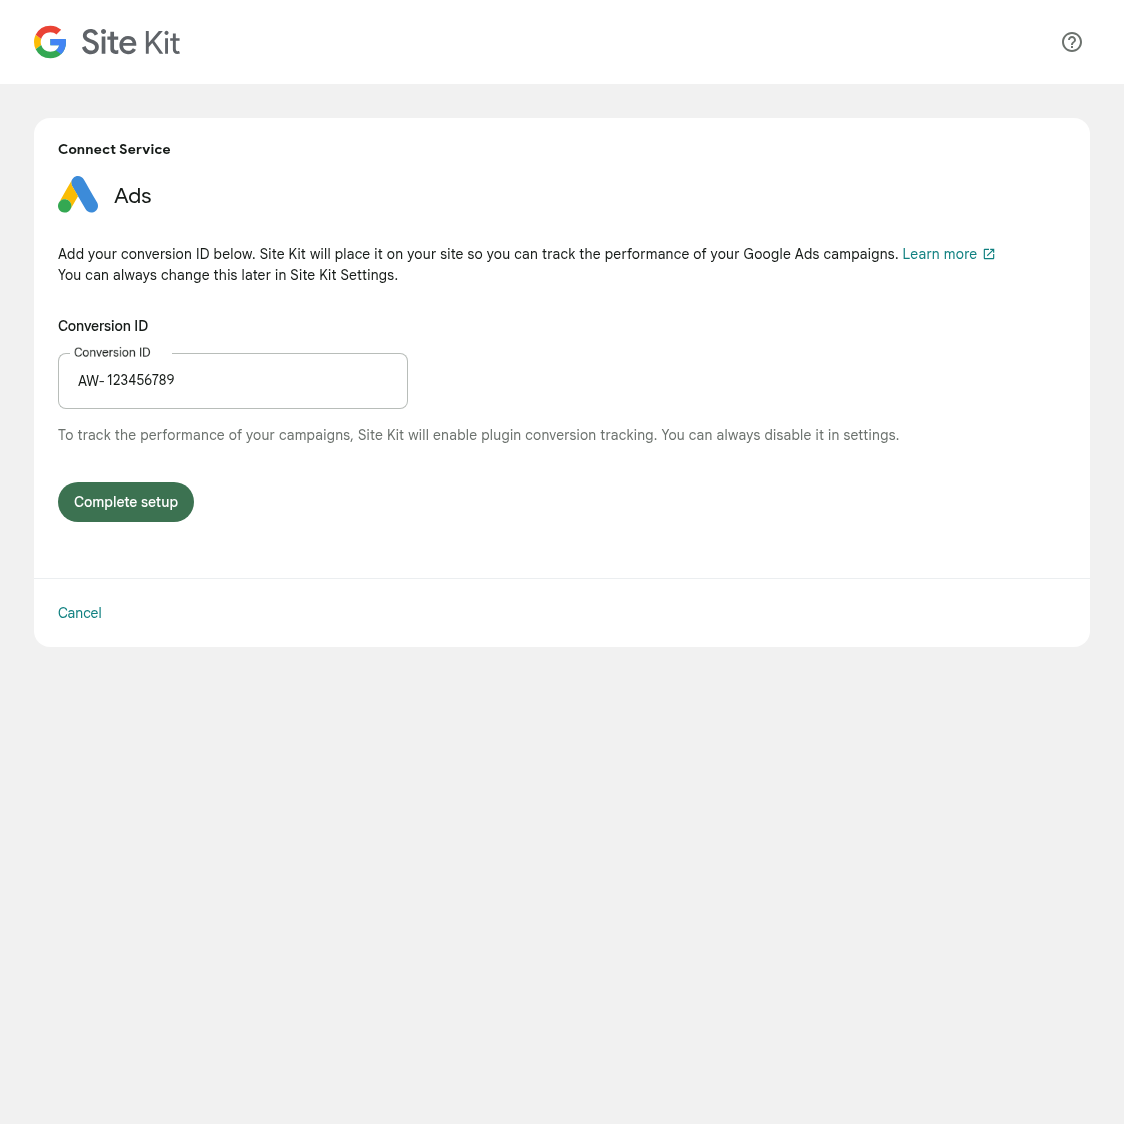 Site Kit
Connect Service
Ads
Add your conversion ID below. Site Kit will place it on your site so you can track the performance of your Google Ads campaigns. Learn more
You can always change this later in Site Kit Settings.
Conversion ID
Conversion ID
AW- 123456789
To track the performance of your campaigns, Site Kit will enable plugin conversion tracking. You can always disable it in settings.
Complete setup
Cancel